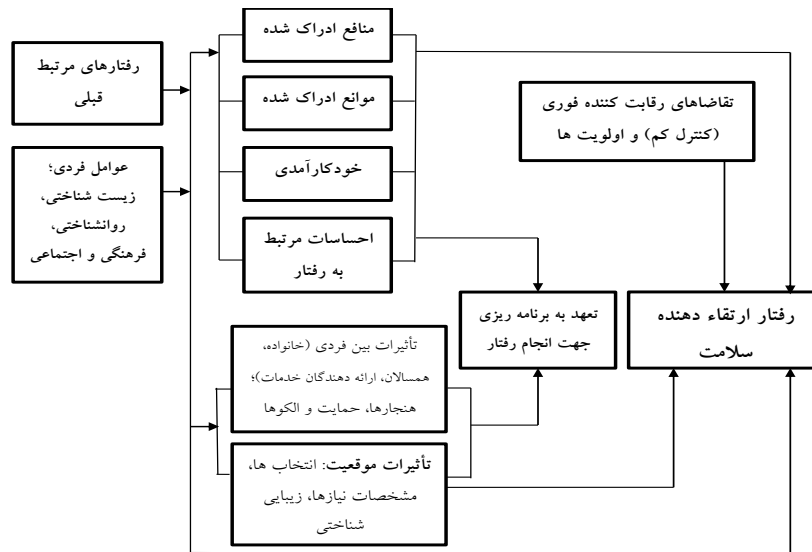 رفتارهای مرتبط
قبلی
عوامل فردی؛
زیست شناختی،
روانشناختی،
فرهنگی و اجتماعی
منافع ادراک شده
موانع ادراک شده
خودکارآمدی
احساسات مرتبط
به رفتار
تأثیرات بین فردی (خانواده،
همسالان، ارائه دهندگان خدمات)؛
هنجارها، حمایت و الگوها
تأثیرات موقعیت: انتخاب ها،
مشخصات نیازها، زیبایی
شناختی
تقاضاهای رقابت کننده فوری
(کنترل کم) و اولویت ها
تعهد به برنامه ریزی
جهت انجام رفتار
رفتار ارتقاء دهنده
سلامت